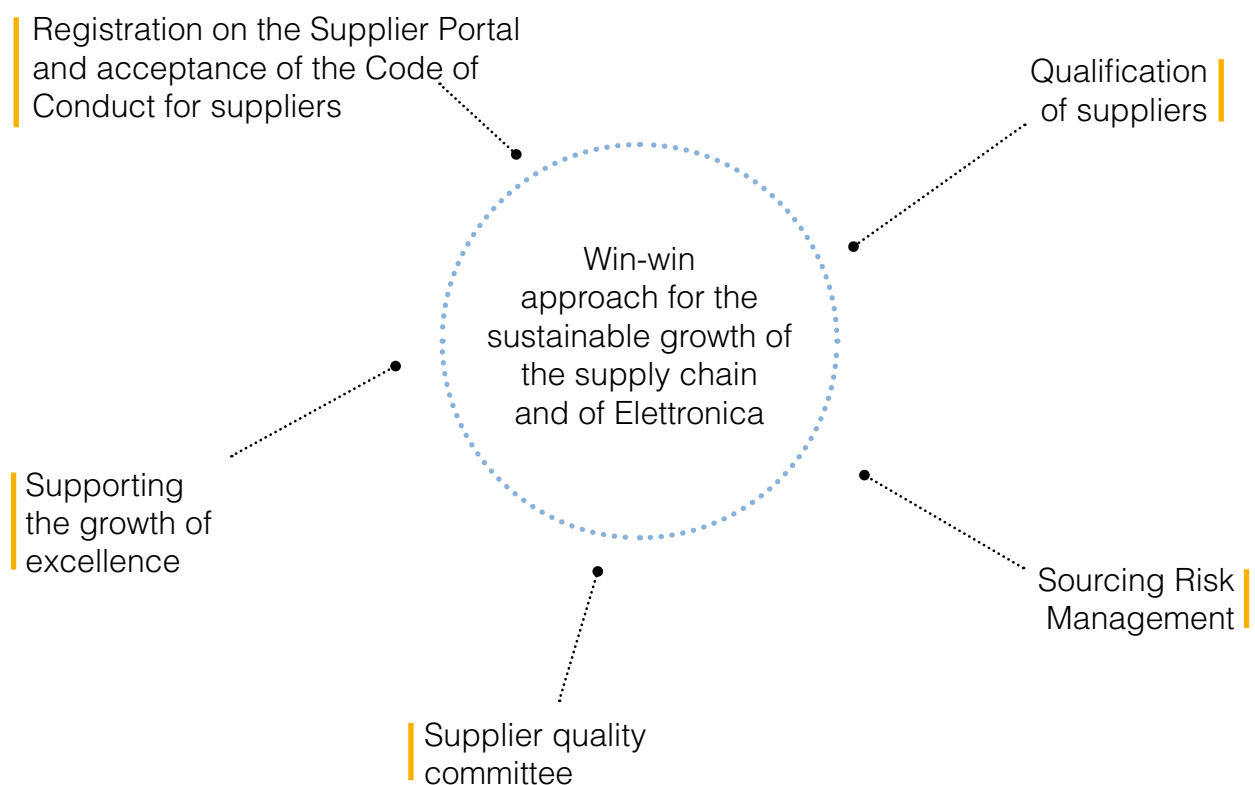 Registration on the Supplier Portal
and acceptance of the Code of
Conduct for suppliers
Qualification
of suppliers
Win-win
approach for the
sustainable growth of
the supply chain
and of Elettronica
Supporting
the growth of
excellence
Sourcing Risk
Management
Supplier quality
committee